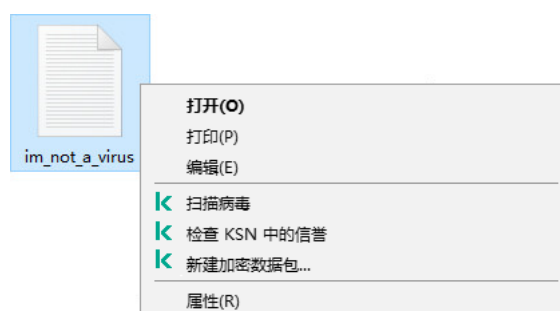 im_not_a_virus
打开(O)
打印(P)
编辑(E)
扫描病毒
检查 KSN 中的信誉
新建加密数据包...
属性(R)